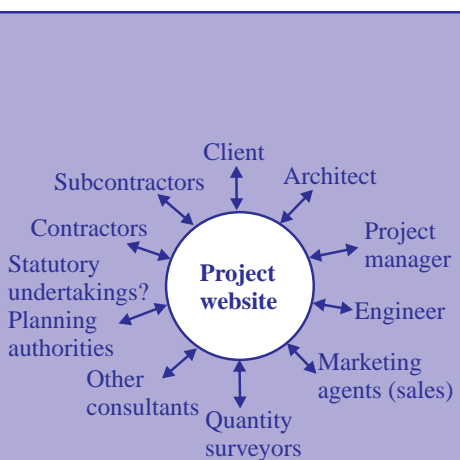 Client
Architect
Subcontractors
Contractors
Project
manager
Statutory
undertakings?
Planning
authorities
Project
website
Engineer
Marketing
agents (sales)
Other
consultants
Quantity
surveyors